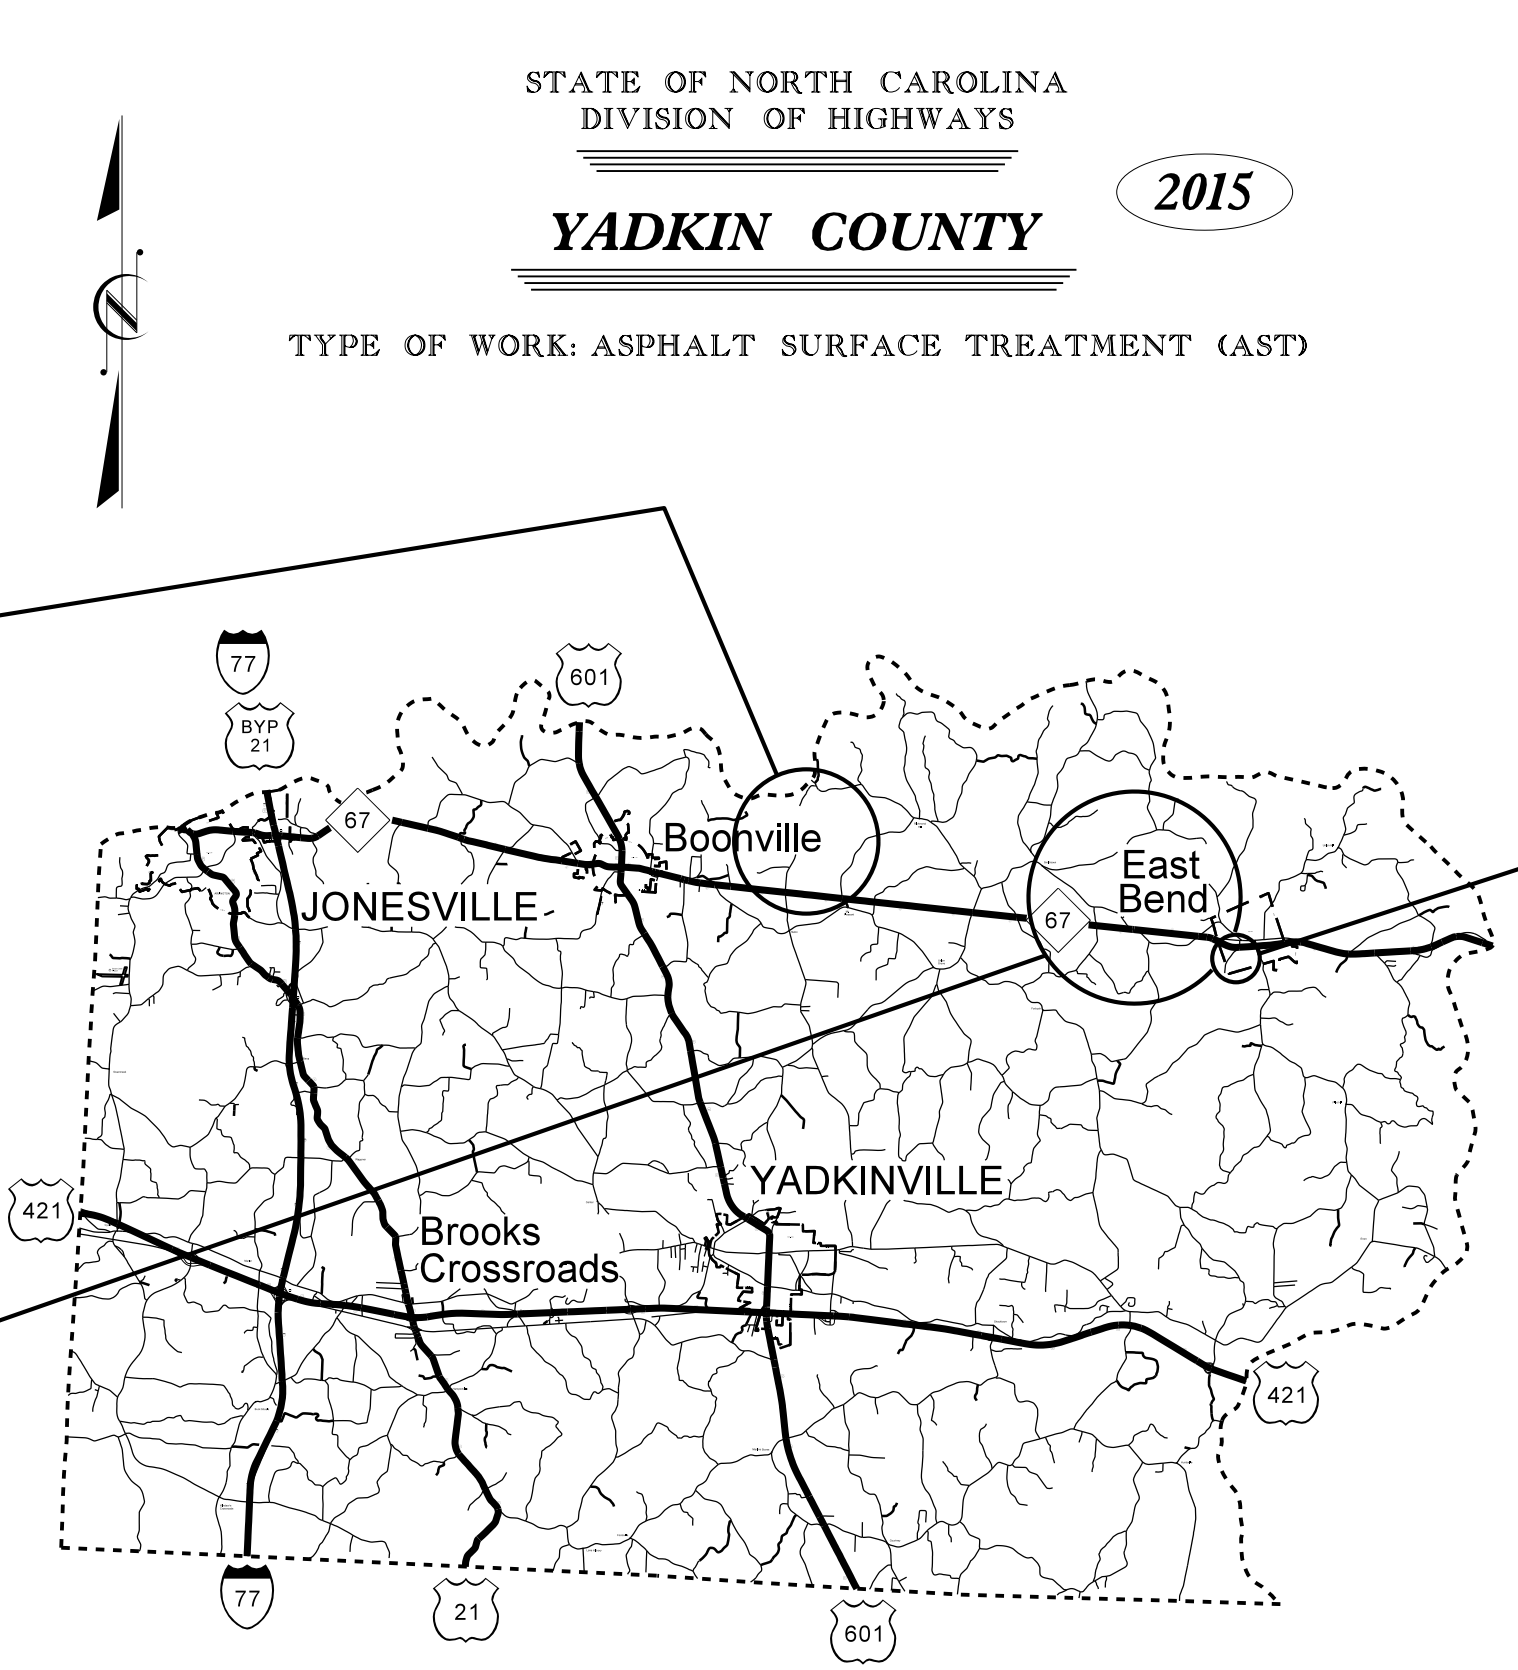 STATE OF NORTH CAROLINA
DIVISION OF HIGHWAYS
2015
YADKIN COUNTY
TYPE OF WORK: ASPHALT SURFACE TREATMENT (AST)
N
77
601
BYP
21
67
Boonville
East
Bend
JONESVILLE
67
YADKINVILLE
421
Brooks
Crossroads
421
77
21
601